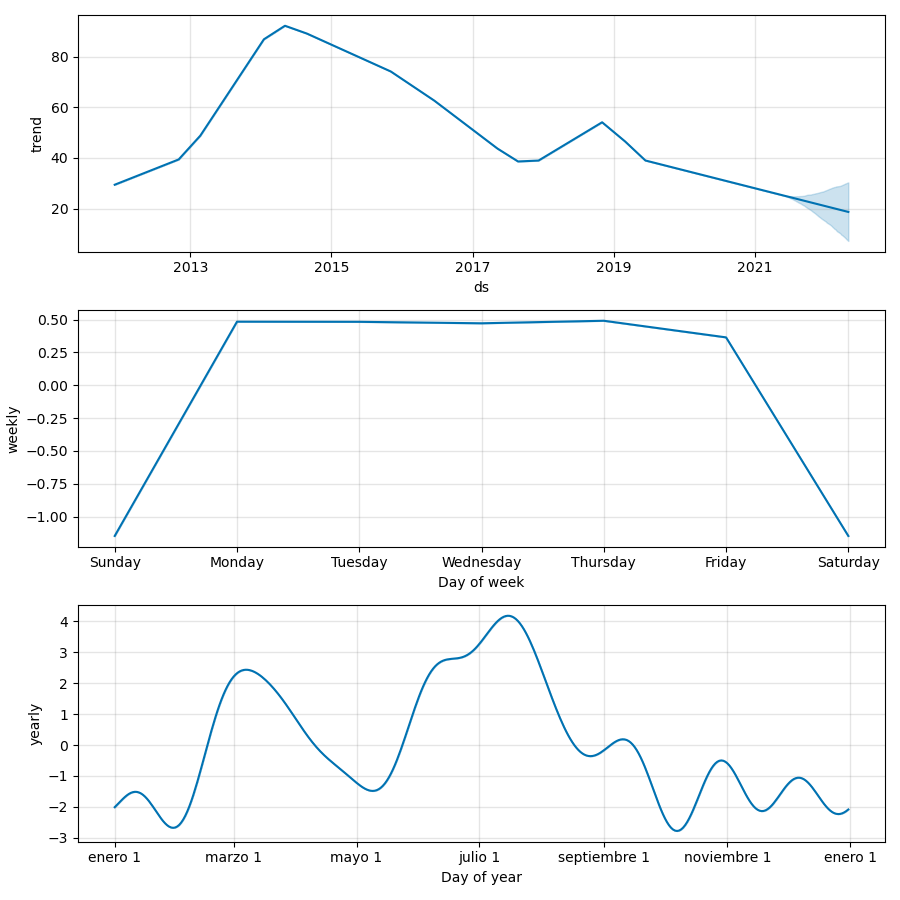 trend
80
60
40
20
2013 2015 2017 2019 2021
ds
weekly
0.50
0.25
0.00
−0.25
−0.50
−0.75
−1.00
Sunday Monday Tuesday Wednesday Thursday Friday Saturday
Day of week
yearly
4
3
2
1
0
−1
−2
−3
enero 1 marzo 1 mayo 1 julio 1 septiembre 1 noviembre 1 enero 1
Day of year